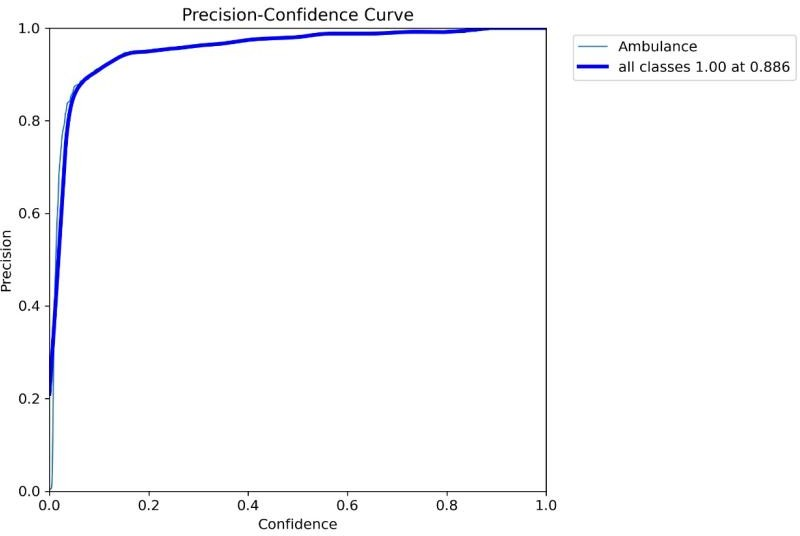 Precision-Confidence Curve
1.0
0.8
0.6
0.4
0.2
0.0
Precision
0.0 0.2 0.4 0.6 0.8 1.0
Confidence
Ambulance
all classes 1.00 at 0.886